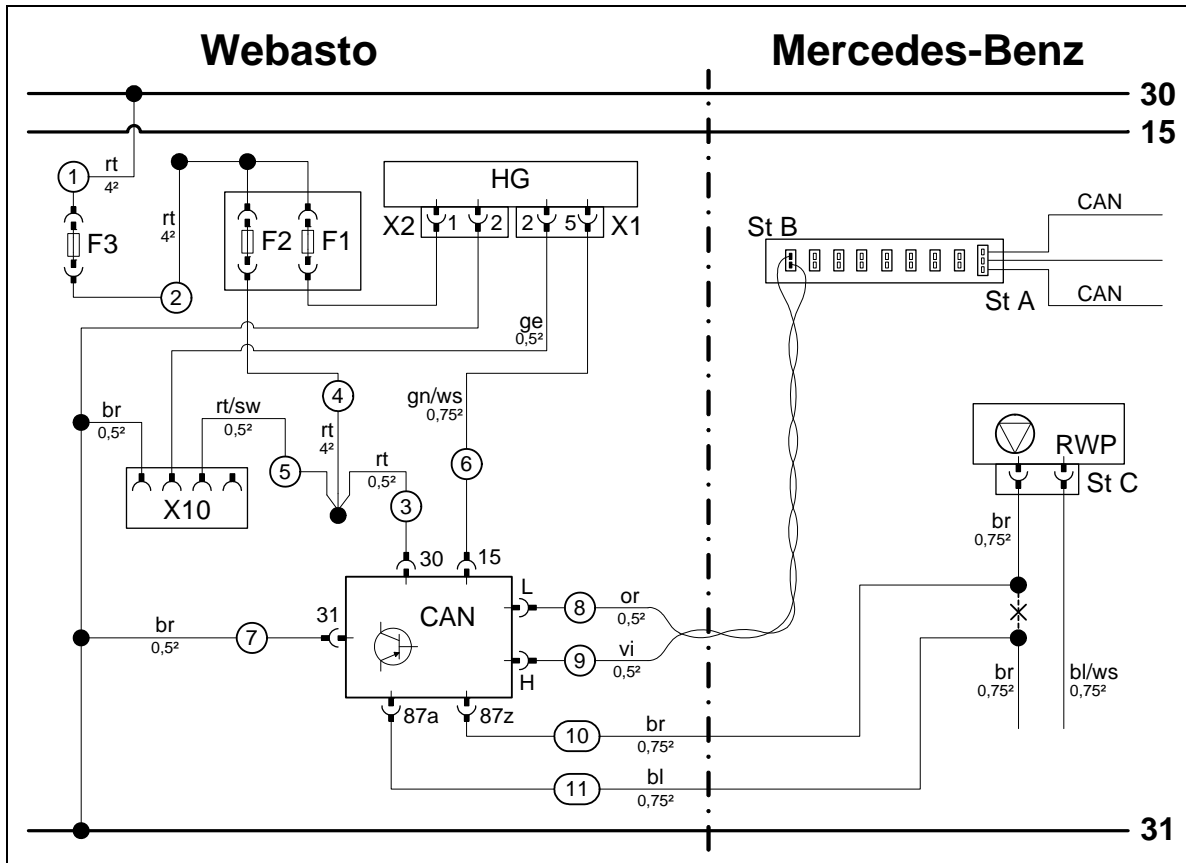 Webasto
Mercedes-Benz
30
15
1
rt
4²
rt
4²
F3
2
F2
F1
HG
X2
1
2
2
5
X1
St B
CAN
St A
CAN
ge
0,5²
4
gn/ws
0,75²
br
0,5²
rt/sw
0,5²
5
rt
4²
rt
0,5²
3
6
X10
RWP
St C
br
0,75²
30
15
31
CAN
L
H
br
0,5²
7
8
or
0,5²
9
vi
0,5²
br
0,75²
bl/ws
0,75²
87a
87z
10
br
0,75²
11
bl
0,75²
31